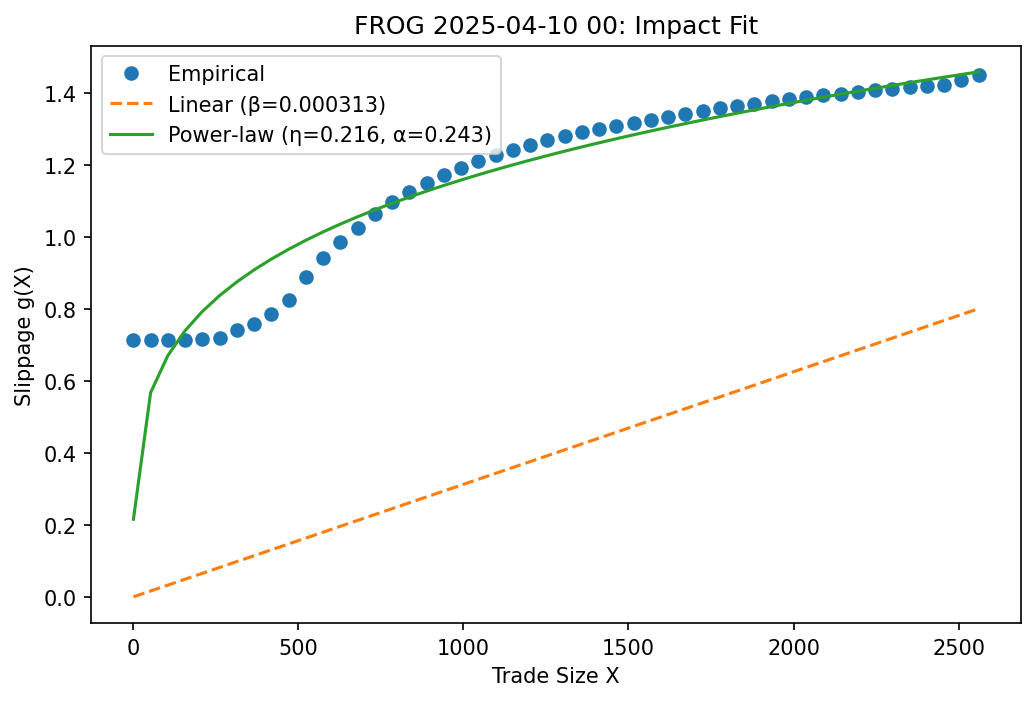 FROG 2025-04-10 00: Impact Fit
Empirical
Linear (β=0.000313)
Power-law (η=0.216, α=0.243)
Slippage g(X)
1.4
1.2
1.0
0.8
0.6
0.4
0.2
0.0
0 500 1000 1500 2000 2500
Trade Size X